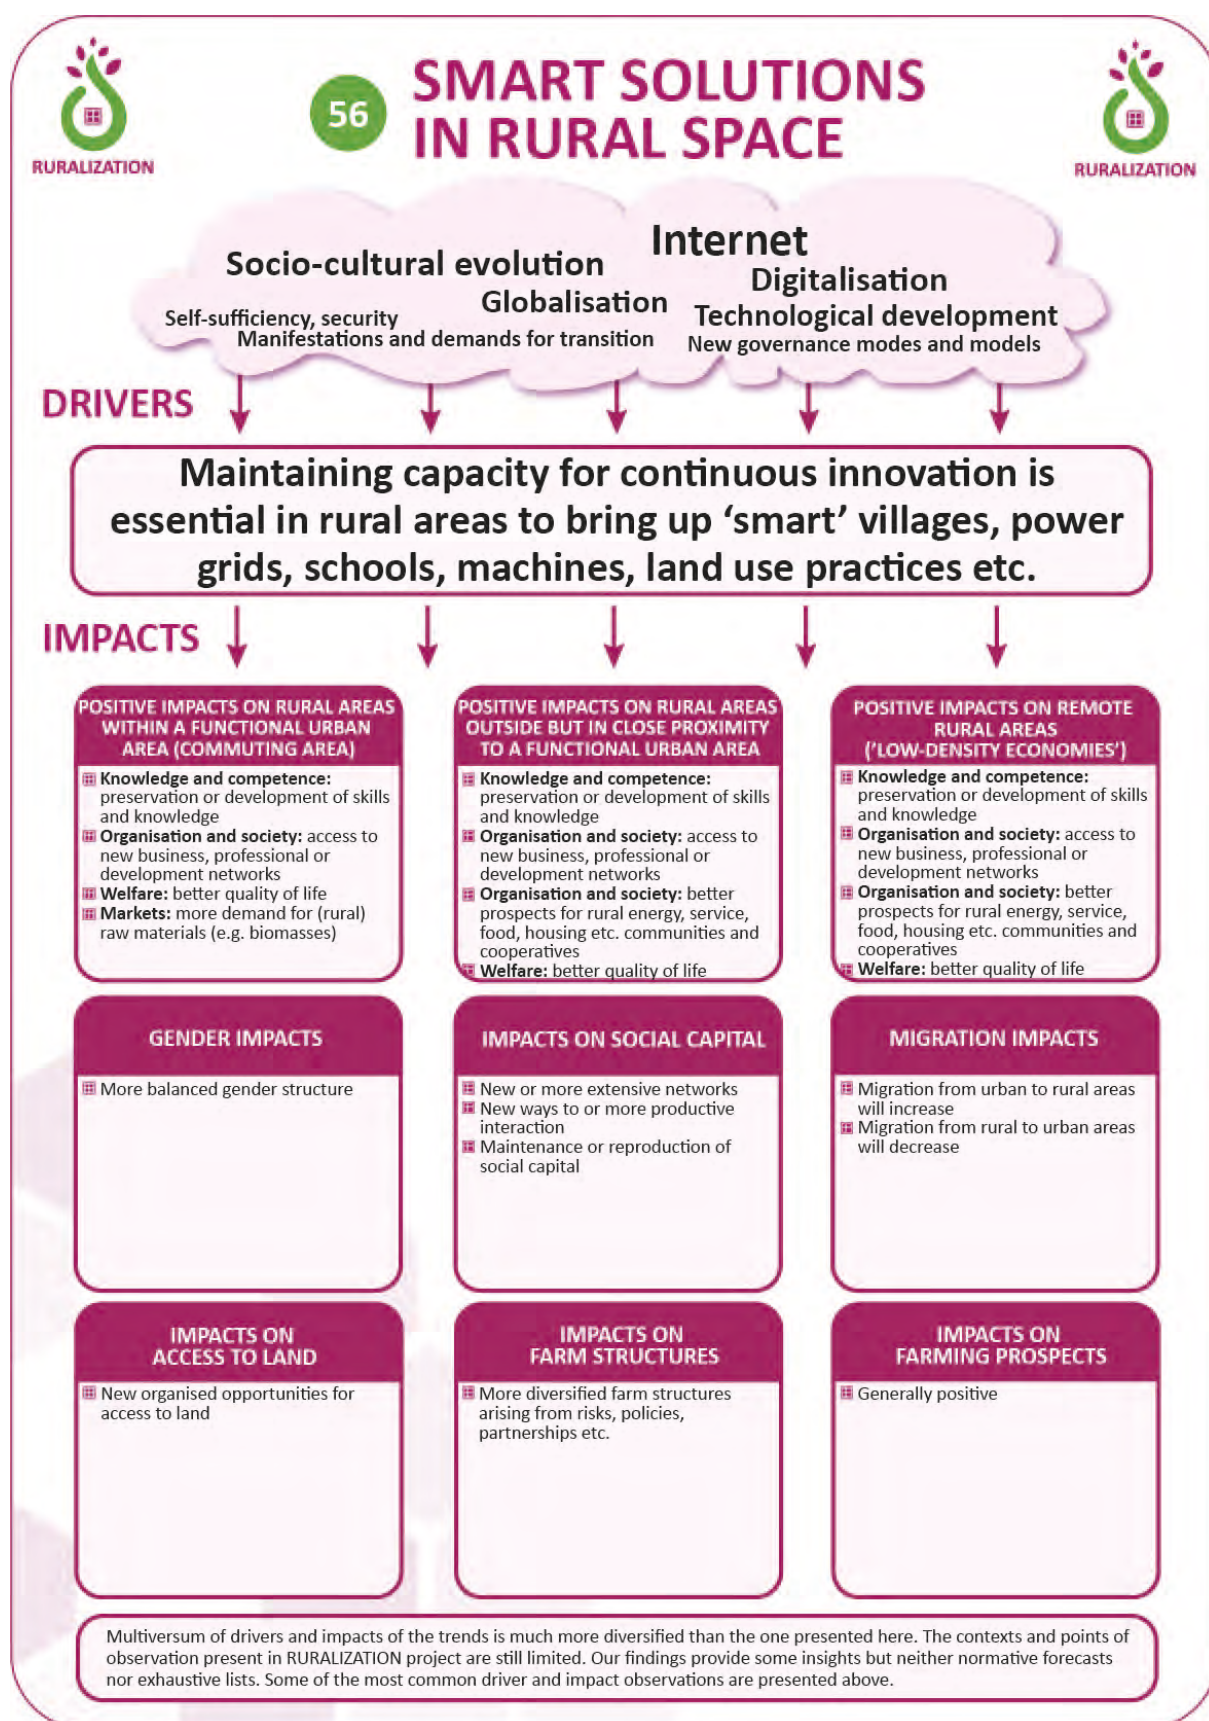 RURALIZATION
56
SMART SOLUTIONS
IN RURAL SPACE
RURALIZATION
Internet
Socio-cultural evolution
Digitalisation
Globalisation
Self-sufficiency, security
Technological development
Manifestations and demands for transition
New governance modes and models
DRIVERS
Maintaining capacity for continuous innovation is
essential in rural areas to bring up ‘smart’ villages, power
grids, schools, machines, land use practices etc.
IMPACTS
POSITIVE IMPACTS ON RURAL AREAS
WITHIN A FUNCTIONAL URBAN
AREA (COMMUTING AREA)
Knowledge and competence:
preservation or development of skills
and knowledge
Organisation and society: access to
new business, professional or
development networks
Welfare: better quality of life
Markets: more demand for (rural)
raw materials (e.g. biomasses)
POSITIVE IMPACTS ON RURAL AREAS
OUTSIDE BUT IN CLOSE PROXIMITY
TO A FUNCTIONAL URBAN AREA
Knowledge and competence:
preservation or development of skills
and knowledge
Organisation and society: access to
new business, professional or
development networks
Organisation and society: better
prospects for rural energy, service,
food, housing etc. communities and
cooperatives
Welfare: better quality of life
POSITIVE IMPACTS ON REMOTE
RURAL AREAS
(’LOW-DENSITY ECONOMIES’)
Knowledge and competence:
preservation or development of skills
and knowledge
Organisation and society: access to
new business, professional or
development networks
Organisation and society: better
prospects for rural energy, service,
food, housing etc. communities and
cooperatives
Welfare: better quality of life
GENDER IMPACTS
More balanced gender structure
IMPACTS ON SOCIAL CAPITAL
New or more extensive networks
New ways to or more productive
interaction
Maintenance or reproduction of
social capital
MIGRATION IMPACTS
Migration from urban to rural areas
will increase
Migration from rural to urban areas
will decrease
IMPACTS ON
ACCESS TO LAND
New organised opportunities for
access to land
IMPACTS ON
FARM STRUCTURES
More diversified farm structures
arising from risks, policies,
partnerships etc.
IMPACTS ON
FARMING PROSPECTS
Generally positive
Multiversum of drivers and impacts of the trends is much more diversified than the one presented here. The contexts and points of
observation present in RURALIZATION project are still limited. Our findings provide some insights but neither normative forecasts
nor exhaustive lists. Some of the most common driver and impact observations are presented above.